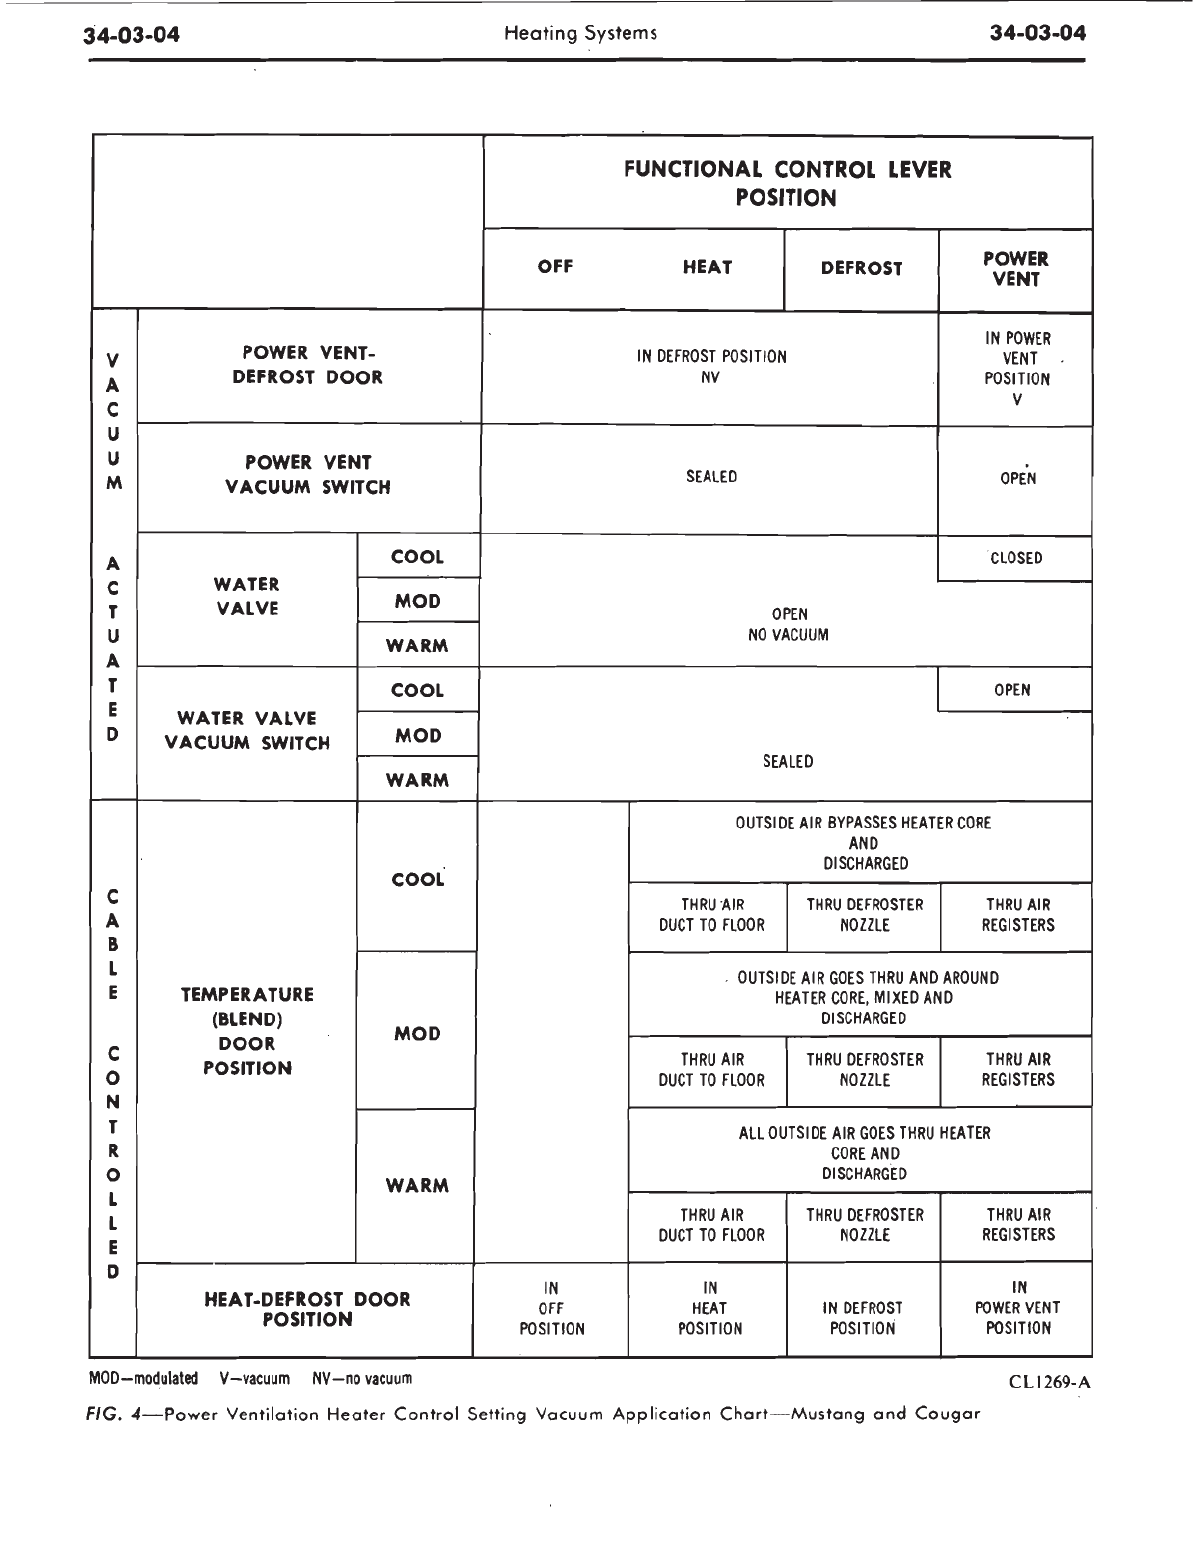 34-03-04 Heating Systems 34-03-04
FUNCTIONAL CONTROL LEVER
POSITION
OFF HEAT DEFROST POWER
VENT
VACUUM ACTUATED
POWER VENT-
DEFROST DOOR
IN DEFROST POSITION
NV
IN POWER
VENT
POSITION
V
POWER VENT
VACUUM SWITCH
SEALED
OPEN
WATER
VALVE
COOL
MOD
WARM
CLOSED
OPEN
NO VACUUM
WATER VALVE
VACUUM SWITCH
COOL
MOD
WARM
OPEN
SEALED
CABLE CONTROLLED
TEMPERATURE
(BLEND)
DOOR
POSITION
COOL
OUTSIDE AIR BYPASSES HEATER CORE
AND
DISCHARGED
THRU AIR
DUCT TO FLOOR
THRU DEFROSTER
NOZZLE
THRU AIR
REGISTERS
MOD
OUTSIDE AIR GOES THRU AND AROUND
HEATER CORE, MIXED AND
DISCHARGED
THRU AIR
DUCT TO FLOOR
THRU DEFROSTER
NOZZLE
THRU AIR
REGISTERS
WARM
ALL OUTSIDE AIR GOES THRU HEATER
CORE AND
DISCHARGED
THRU AIR
DUCT TO FLOOR
THRU DEFROSTER
NOZZLE
THRU AIR
REGISTERS
HEAT-DEFROST DOOR
POSITION
IN
OFF
POSITION
IN
HEAT
POSITION
IN DEFROST
POSITION
IN
POWER VENT
POSITION
MOD—modulated V—vacuum NV—no vacuum
CL1269-A
FIG. 4—Power Ventilation Heater Control Setting Vacuum Application Chart—Mustang and Cougar